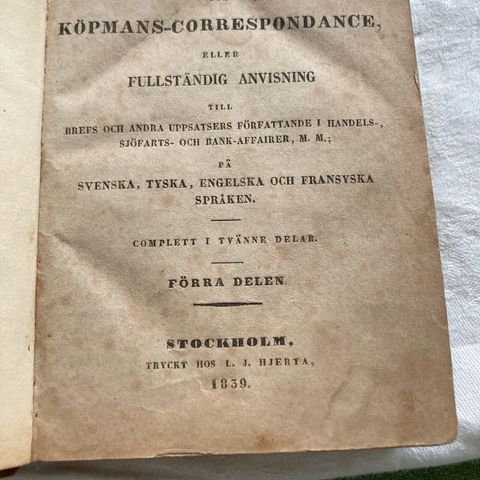 KÖPMANS-CORRESPONDANCE,
ELLER
FULLSTÄNDIG ANVISNING
TILL
BREFS OCH ANDRA UPPSATSERS FÖRFATTANDE I HANDELS-,
SJÖFARTS- OCH BANK-AFFAIRER, M. M.;
PÅ
SVENSKA, TYSKA, ENGELSKA OCH FRANSYSKA
SPRÅKEN.
COMPLETT I TVÄNNE DELAR.
FÖRRA DELEN.
STOCKHOLM,
TRYCKT HOS L. J. HJERTA,
1839.